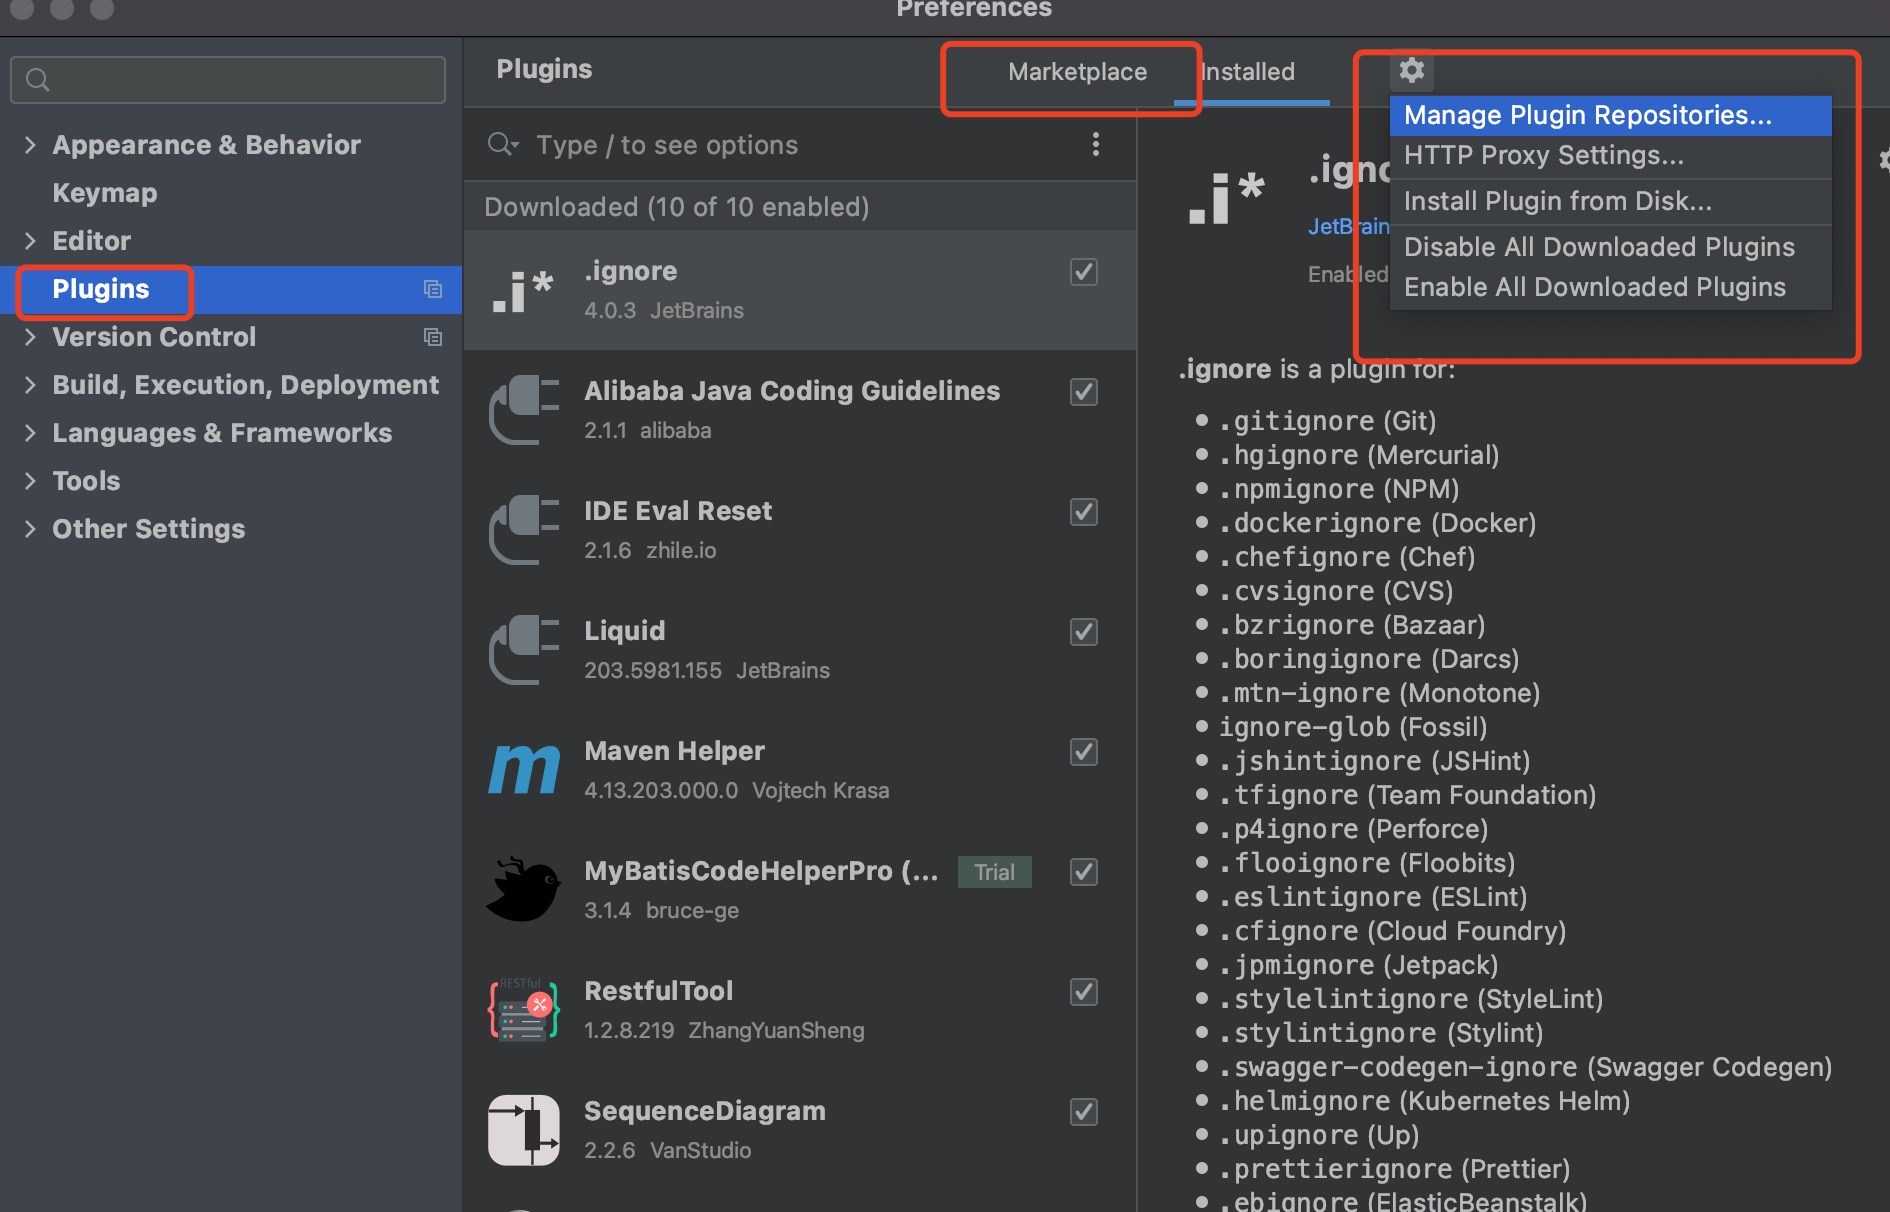 Preferences
Plugins
Marketplace
Installed
Appearance & Behavior
Keymap
Editor
Plugins
Version Control
Build, Execution, Deployment
Languages & Frameworks
Tools
Other Settings
Type / to see options
Downloaded (10 of 10 enabled)
.ignore
4.0.3 JetBrains
Alibaba Java Coding Guidelines
2.1.1 alibaba
IDE Eval Reset
2.1.6 zhile.io
Liquid
203.5981.155 JetBrains
Maven Helper
4.13.203.000.0 Vojtech Krasa
MyBatisCodeHelperPro (... Trial
3.1.4 bruce-ge
RESTful
RestfulTool
1.2.8.219 ZhangYuanSheng
SequenceDiagram
2.2.6 VanStudio
Manage Plugin Repositories...
HTTP Proxy Settings...
Install Plugin from Disk...
Disable All Downloaded Plugins
Enable All Downloaded Plugins
.i*
.igno
JetBrain
Enabled
.ignore is a plugin for:
.gitignore (Git)
.hgignore (Mercurial)
.npmignore (NPM)
.dockerignore (Docker)
.chefignore (Chef)
.cvsignore (CVS)
.bzrignore (Bazaar)
.boringignore (Darcs)
.mtn-ignore (Monotone)
ignore-glob (Fossil)
.jshintignore (JSHint)
.tfignore (Team Foundation)
.p4ignore (Perforce)
.flooignore (Floobits)
.eslintignore (ESLint)
.cfignore (Cloud Foundry)
.jpmignore (Jetpack)
.stylelintignore (StyleLint)
.stylintignore (Stylint)
.swagger-codegen-ignore (Swagger Codegen)
.helmignore (Kubernetes Helm)
.upignore (Up)
.prettierignore (Prettier)
.ebignore (ElasticBeanstalk)